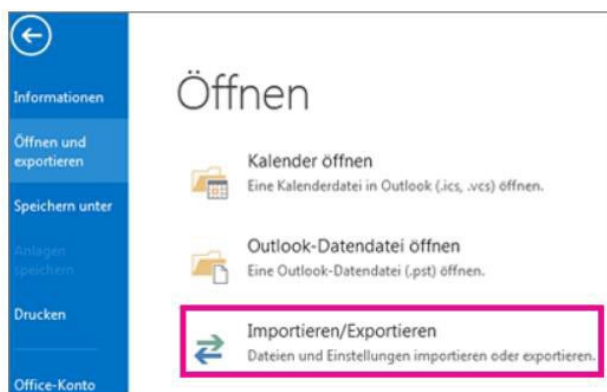 Informationen
Öffnen und
exportieren
Speichern unter
Anlagen
speichern
Drucken
Office-Konto
Öffnen
Kalender öffnen
Eine Kalenderdatei in Outlook (.ics, .vcs) öffnen.
Outlook-Datendatei öffnen
Eine Outlook-Datendatei (.pst) öffnen.
Importieren/Exportieren
Dateien und Einstellungen importieren oder exportieren.